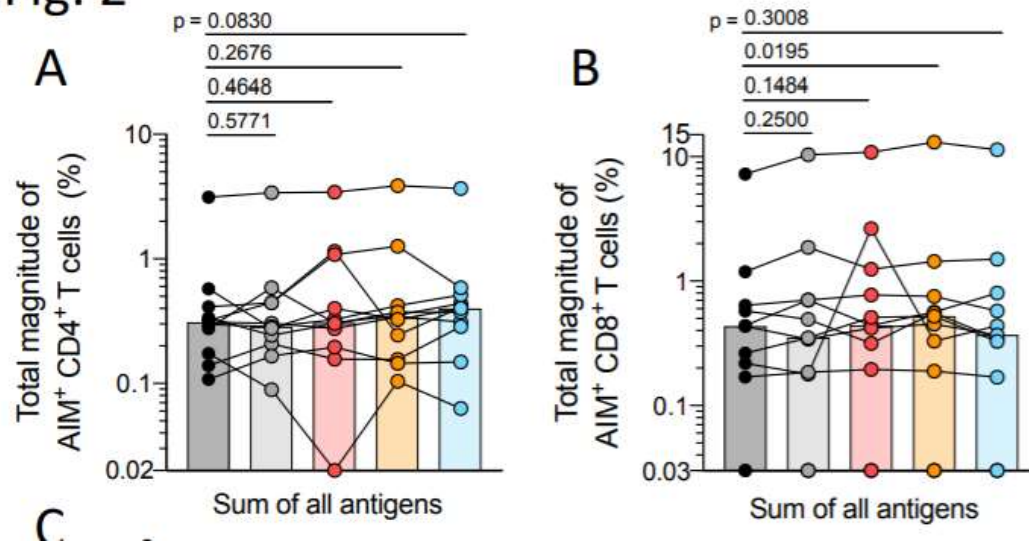 Fig. 2
A
p = 0.0830
0.2676
0.4648
0.5771
Total magnitude of
AIM⁺ CD4⁺ T cells (%)
10
1
0.1
0.02
Sum of all antigens
B
p = 0.3008
0.0195
0.1484
0.2500
Total magnitude of
AIM⁺ CD8⁺ T cells (%)
15
10
1
0.1
0.03
Sum of all antigens
C